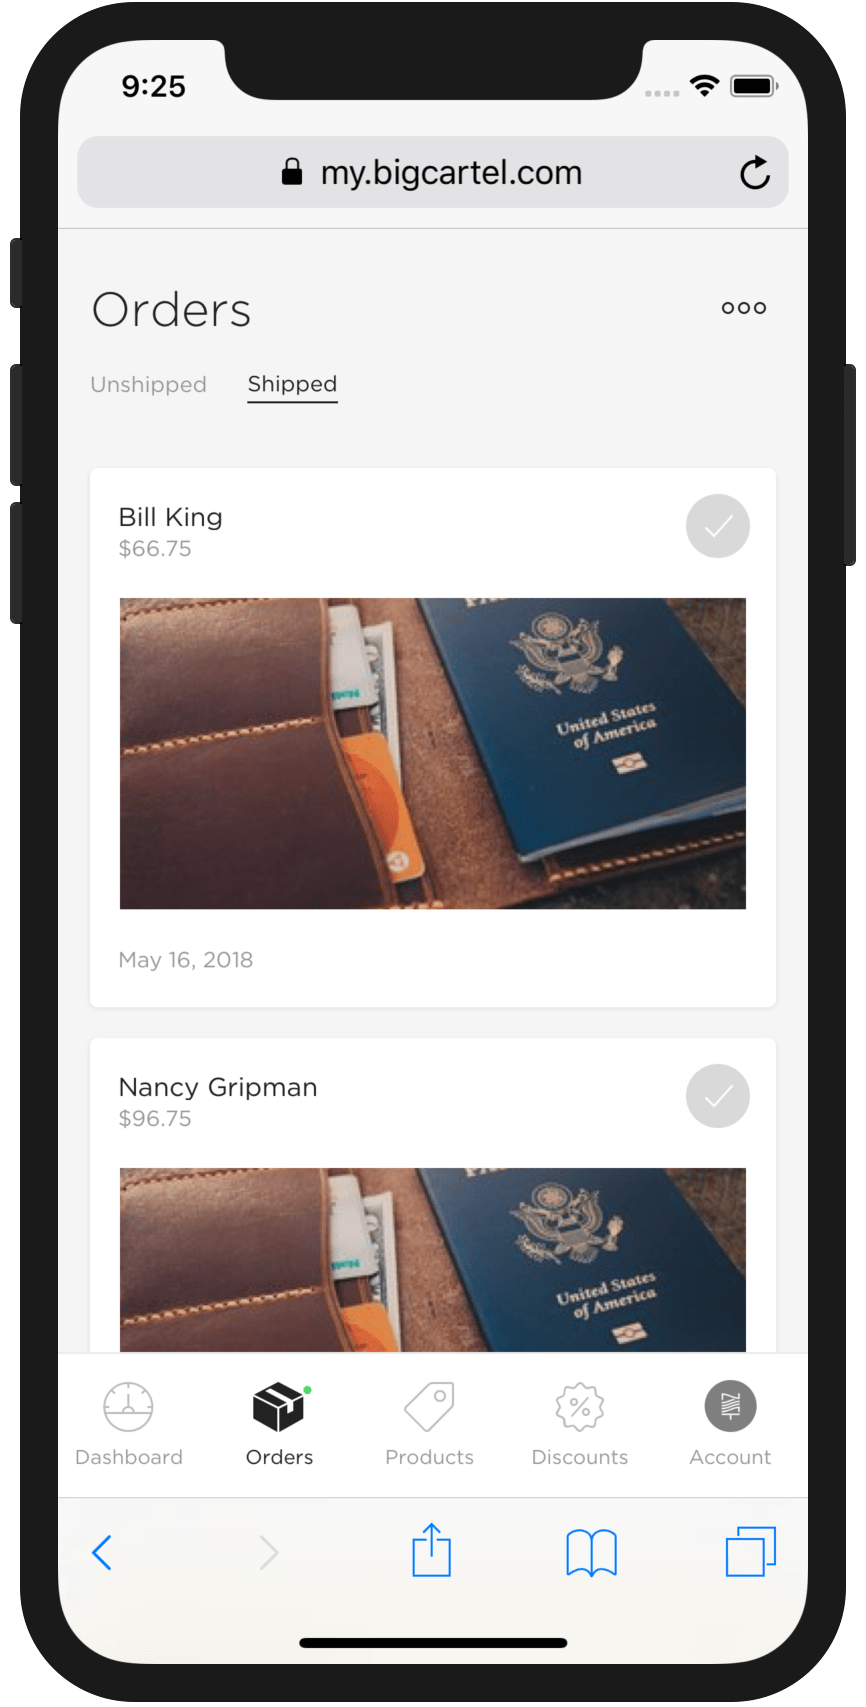 9:25
my.bigcartel.com
Orders
Unshipped Shipped
Bill King
$66.75
United States
of America
May 16, 2018
Nancy Gripman
$96.75
United States
of America
Dashboard Orders Products Discounts Account